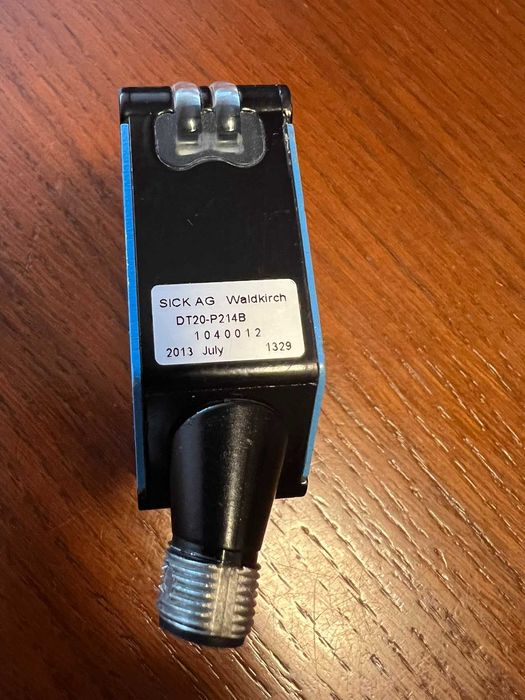 SICK AG Waldkirch
DT20-P214B
1040012
2013 July 1329